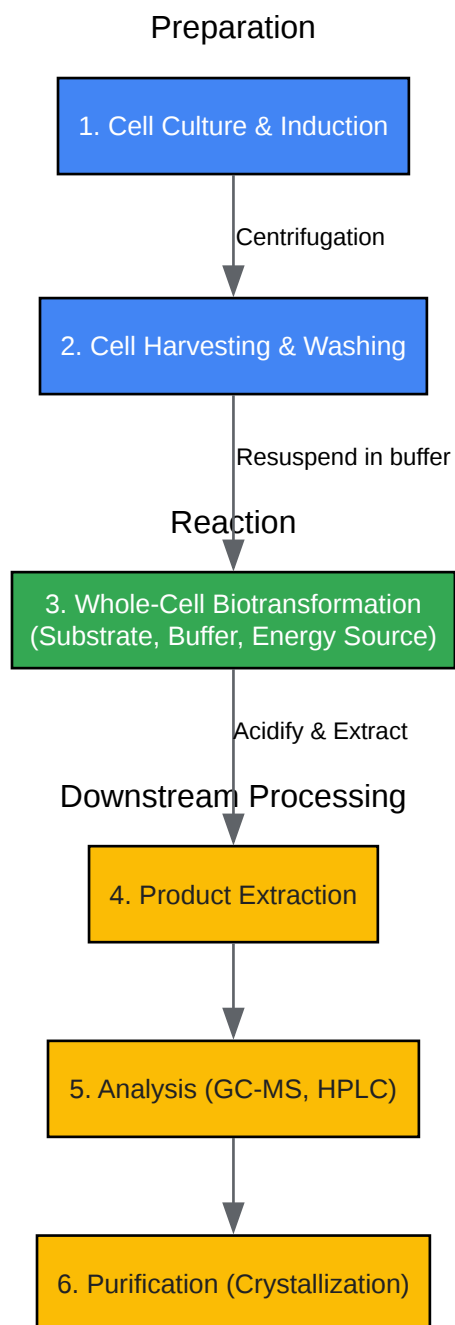 Preparation
1. Cell Culture & Induction
Centrifugation
2. Cell Harvesting & Washing
Resuspend in buffer
Reaction
3. Whole-Cell Biotransformation
(Substrate, Buffer, Energy Source)
Acidify & Extract
Downstream Processing
4. Product Extraction
5. Analysis (GC-MS, HPLC)
6. Purification (Crystallization)